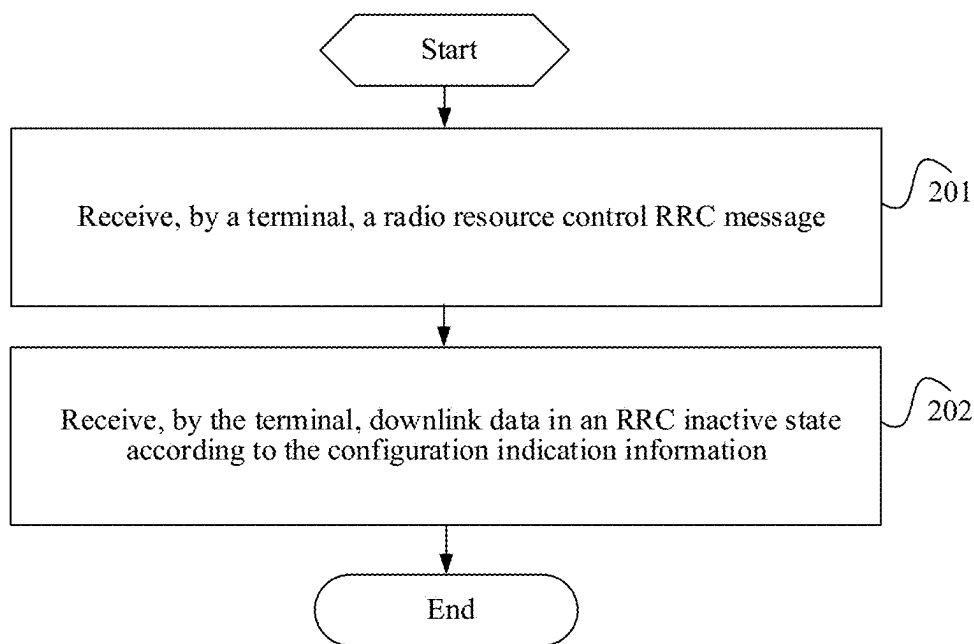 Start
Receive, by a terminal, a radio resource control RRC message
201
Receive, by the terminal, downlink data in an RRC inactive state
according to the configuration indication information
202
End